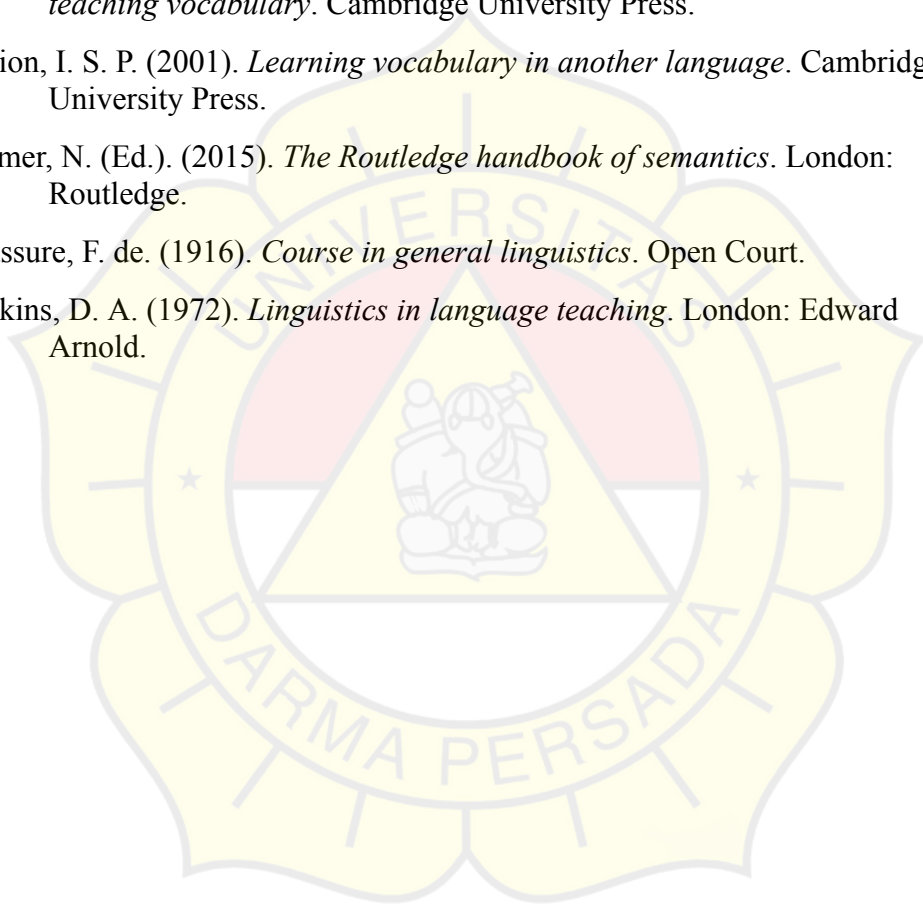 teaching vocabulary. Cambridge University Press.
ion, I. S. P. (2001). Learning vocabulary in another language. Cambridg
University Press.
mer, N. (Ed.). (2015). The Routledge handbook of semantics. London:
Routledge.
ssure, F. de. (1916). Course in general linguistics. Open Court.
kins, D. A. (1972). Linguistics in language teaching. London: Edward
Arnold.
UNIVERSITAS
DARMA PERSADA